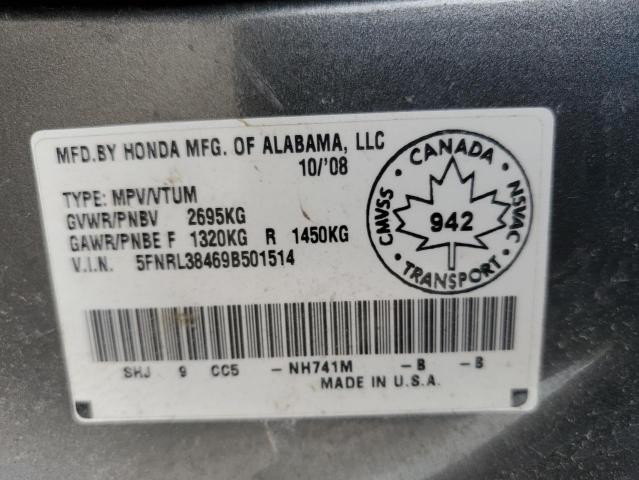 MFD.BY HONDA MFG. OF ALABAMA, LLC
10/'08
TYPE: MPV/VTUM
GVWR/PNBV 2695KG
GAWR/PNBE F 1320KG R 1450KG
V.I.N. 5FNRL38469B501514
CANADA
CMVSS 942 NSVAC
TRANSPORT
SHJ 9 CC5 -NH741M -B -B
MADE IN U.S.A.